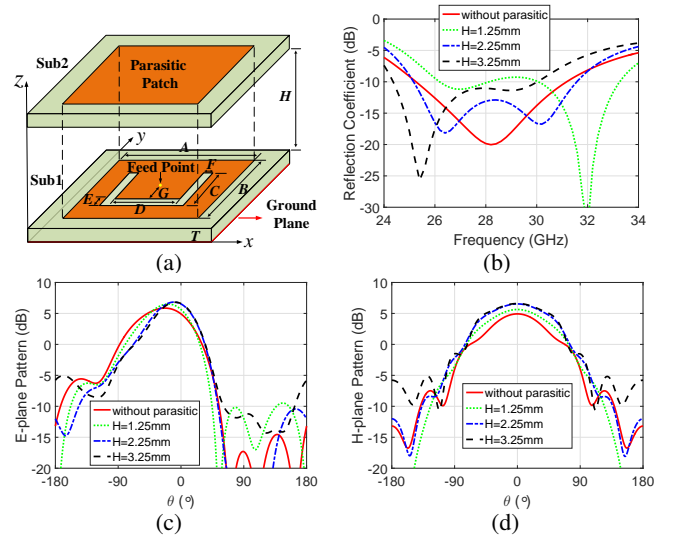 Sub2
Parasitic
Patch
Z
H
y
A
Sub1
Feed Point
F
E
G
C
B
D
Ground
Plane
T
x
(a)
Reflection Coefficient (dB)
0
-5
-10
-15
-20
-25
-30
without parasitic
H=1.25mm
H=2.25mm
H=3.25mm
24 26 28 30 32 34
Frequency (GHz)
(b)
E-plane Pattern (dB)
10
5
0
-5
-10
-15
-20
without parasitic
H=1.25mm
H=2.25mm
H=3.25mm
-180 -90 0 90 180
θ (°)
(c)
H-plane Pattern (dB)
10
5
0
-5
-10
-15
-20
without parasitic
H=1.25mm
H=2.25mm
H=3.25mm
-180 -90 0 90 180
θ (°)
(d)